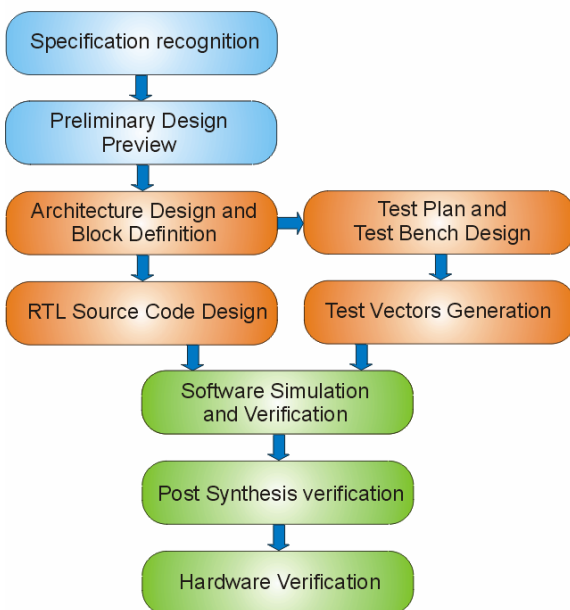 Specification recognition
Preliminary Design
Preview
Architecture Design and
Block Definition
Test Plan and
Test Bench Design
RTL Source Code Design
Test Vectors Generation
Software Simulation
and Verification
Post Synthesis verification
Hardware Verification